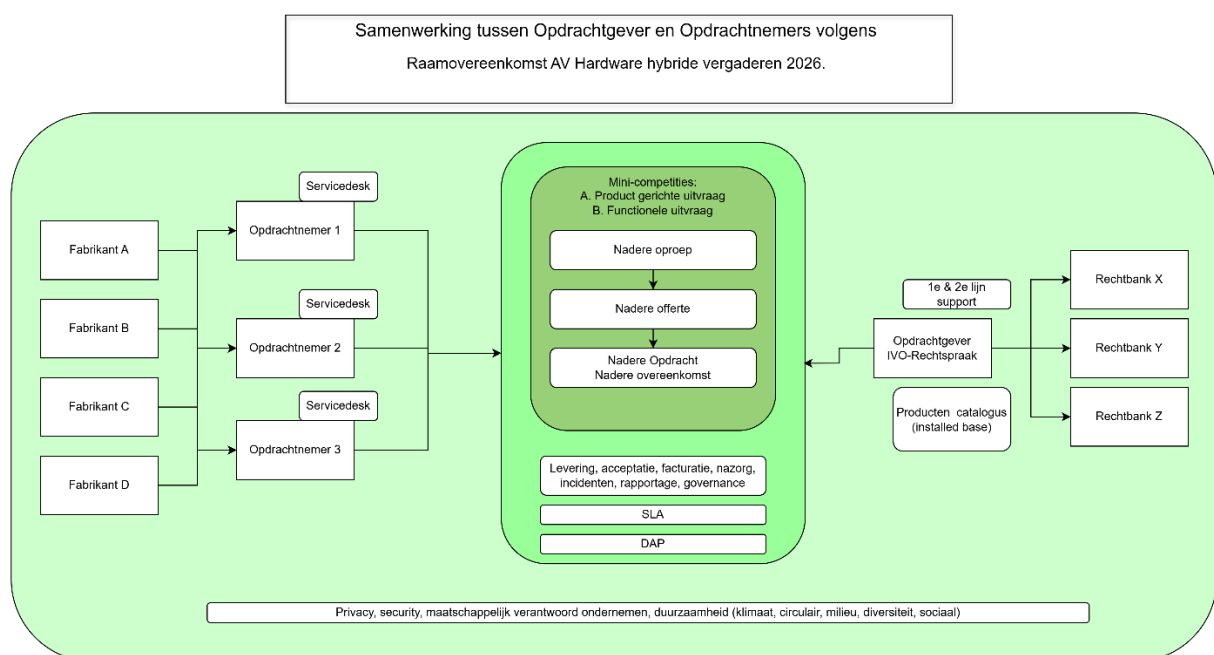 Samenwerking tussen Opdrachtgever en Opdrachtnemers volgens
Raamovereenkomst AV Hardware hybride vergaderen 2026.
Fabrikant A
Fabrikant B
Fabrikant C
Fabrikant D
Servicedesk
Opdrachtnemer 1
Servicedesk
Opdrachtnemer 2
Servicedesk
Opdrachtnemer 3
Mini-competities:
A. Product gerichte uitvraag
B. Functionele uitvraag
Nadere oproep
Nadere offerte
Nadere Opdracht
Nadere overeenkomst
Levering, acceptatie, facturatie, nazorg,
incidenten, rapportage, governance
SLA
DAP
1e & 2e lijn
support
Opdrachtgever
IVO-Rechtspraak
Producten catalogus
(installed base)
Rechtbank X
Rechtbank Y
Rechtbank Z
Privacy, security, maatschappelijk verantwoord ondernemen, duurzaamheid (klimaat, circulair, milieu, diversiteit, sociaal)